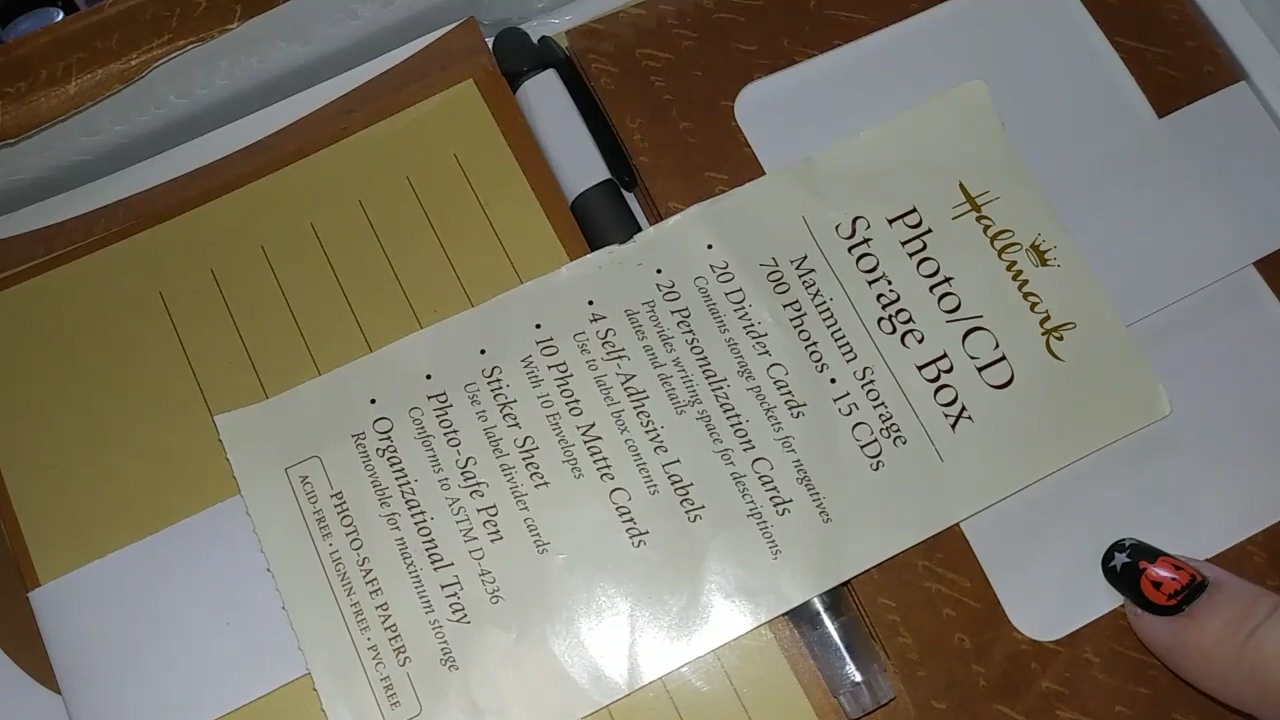 Hallmark
Photo/CD
Storage Box
Maximum Storage
700 Photos • 15 CDs
• 20 Divider Cards
Contains storage pockets for negatives
• 20 Personalization Cards
Provides writing space for descriptions,
dates and details
• 4 Self-Adhesive Labels
Use to label box contents
• 10 Photo Matte Cards
With 10 Envelopes
• Sticker Sheet
Use to label divider cards
• Photo-Safe Pen
Conforms to ASTM D-4236
• Organizational Tray
Removable for maximum storage
PHOTO-SAFE PAPERS
ACID-FREE • LIGNIN-FREE • PVC-FREE